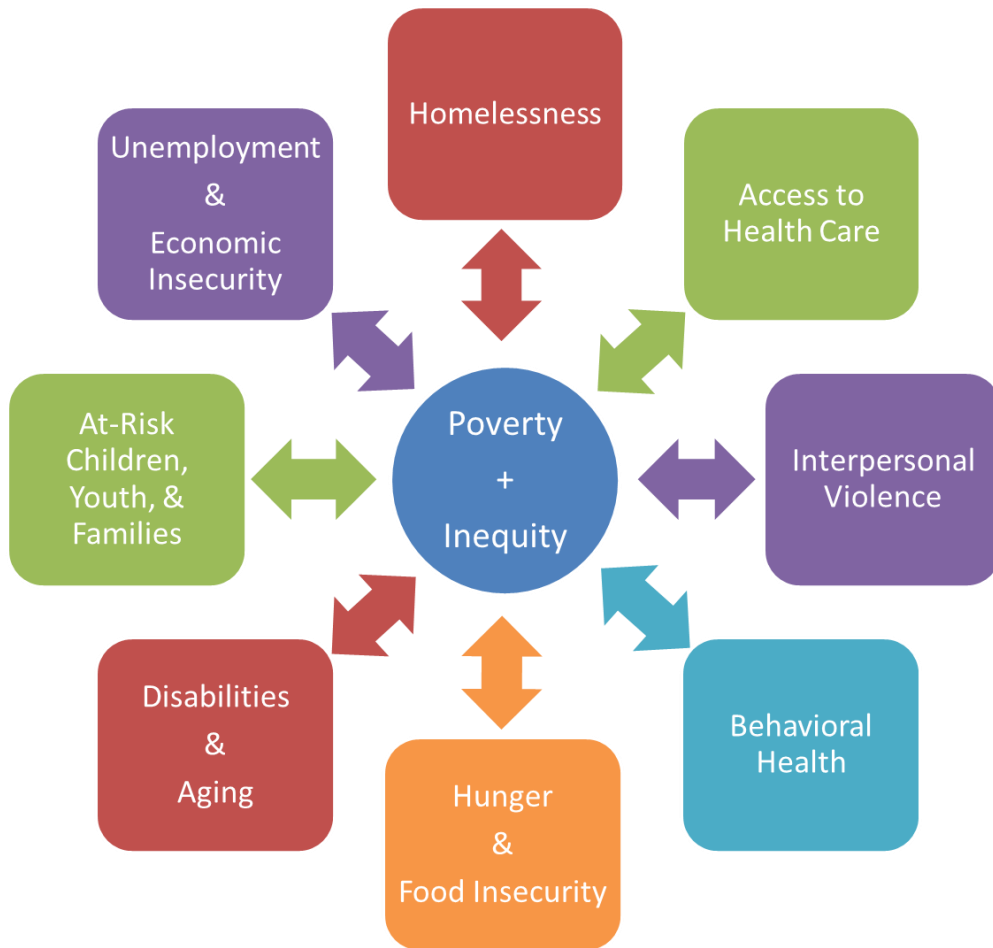 Homelessness
Unemployment
&
Economic
Insecurity
Access to
Health Care
At-Risk
Children,
Youth, &
Families
Poverty
+
Inequity
Interpersonal
Violence
Disabilities
&
Aging
Behavioral
Health
Hunger
&
Food Insecurity